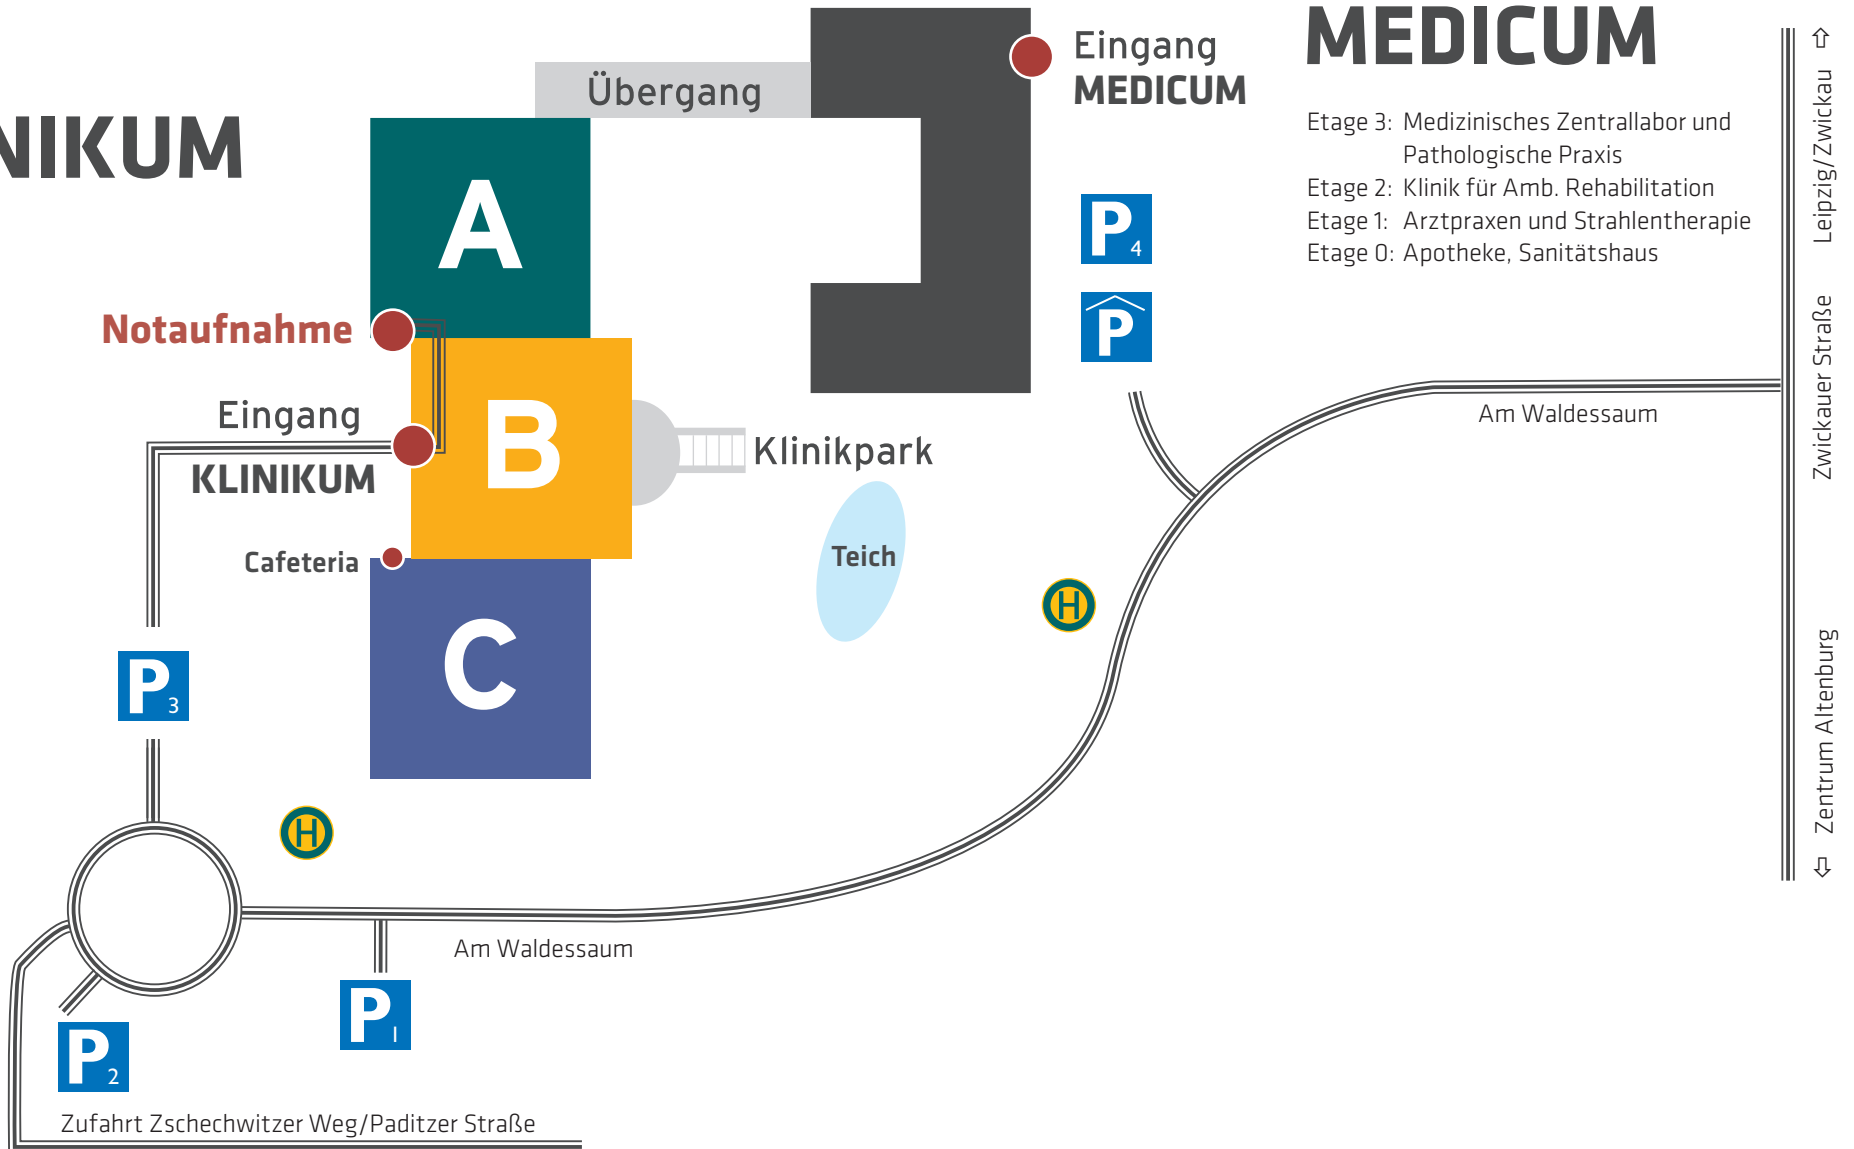 NIKUM
Übergang
Eingang
MEDICUM
MEDICUM
Etage 3: Medizinisches Zentrallabor und
Pathologische Praxis
Etage 2: Klinik für Amb. Rehabilitation
Etage 1: Arztpraxen und Strahlentherapie
Etage 0: Apotheke, Sanitätshaus
A
P4
P
Notaufnahme
Eingang
KLINIKUM
B
Klinikpark
Cafeteria
Teich
H
C
P3
H
Am Waldessaum
Am Waldessaum
P1
P2
Zufahrt Zschechwitzer Weg/Paditzer Straße
⇦ Zentrum Altenburg
Zwickauer Straße
Leipzig/Zwickau ⇨